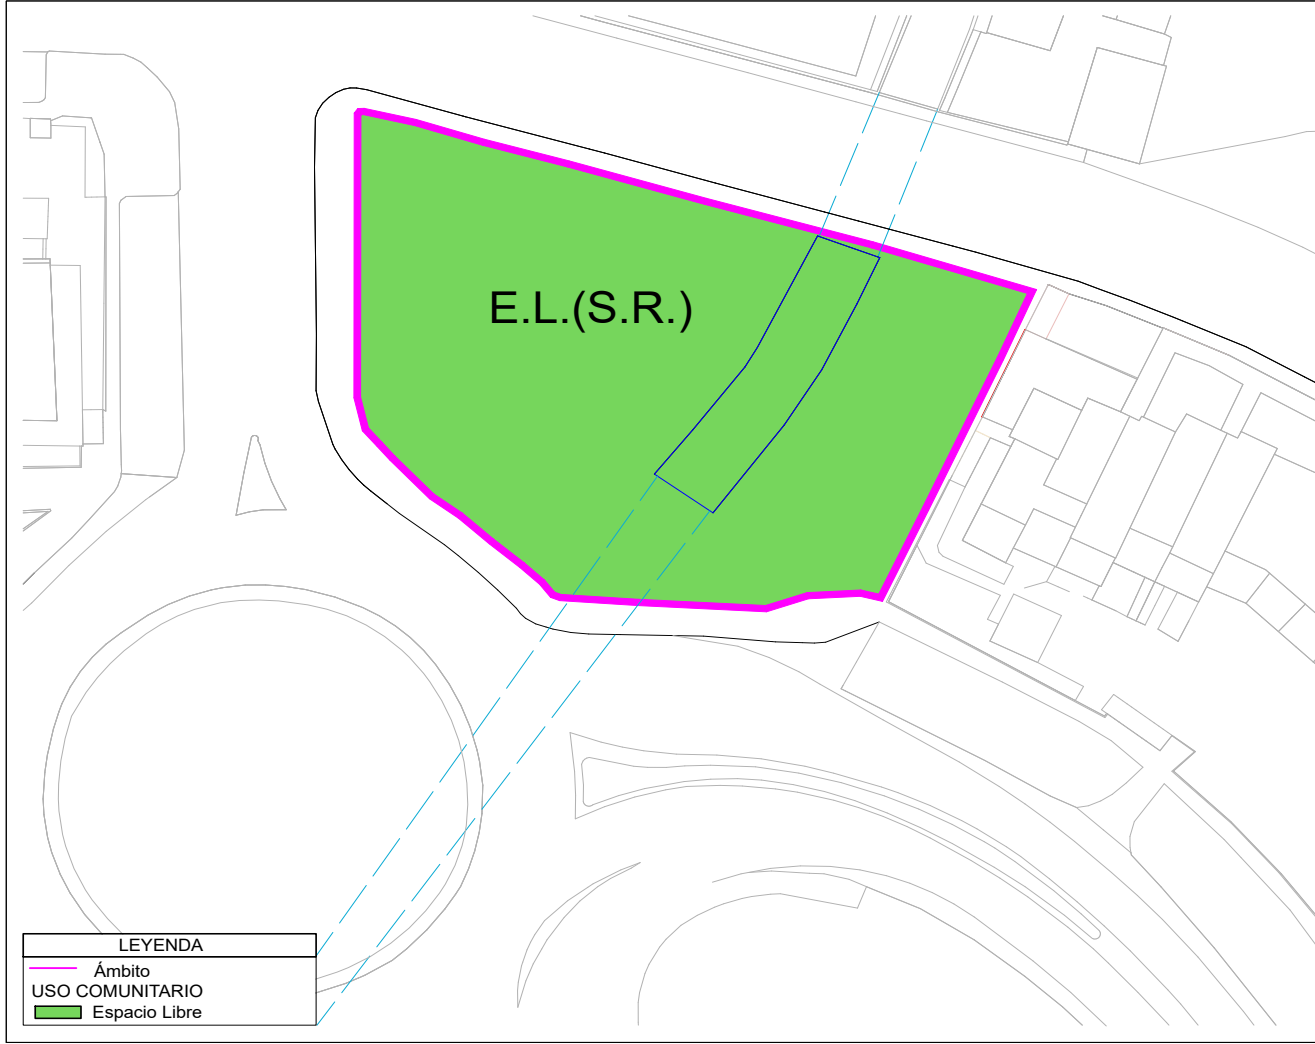 E.L.(S.R.)
LEYENDA
Ámbito
USO COMUNITARIO
Espacio Libre